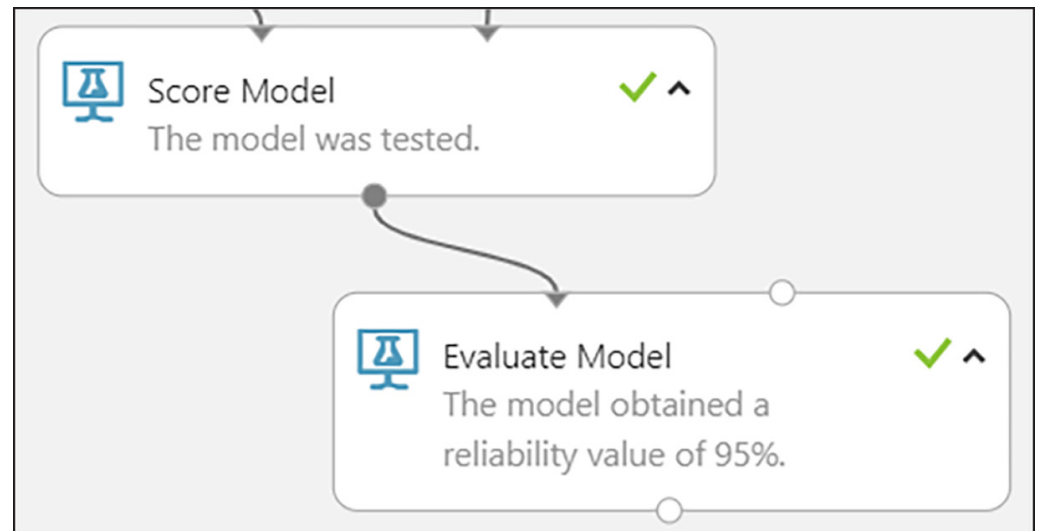 Score Model
The model was tested.
Evaluate Model
The model obtained a
reliability value of 95%.